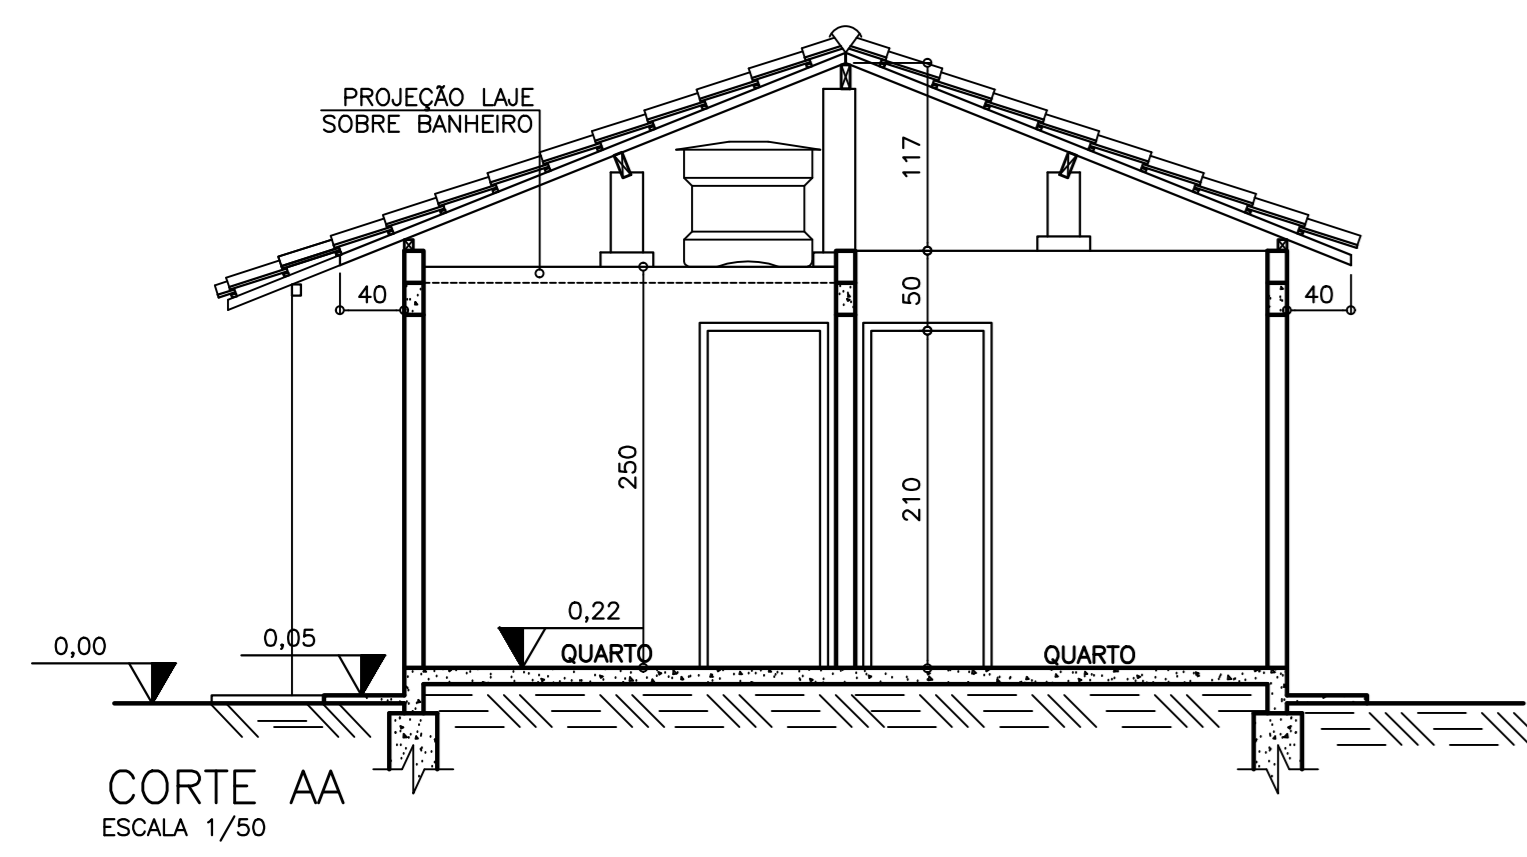 PROJEÇÃO LAJE
SOBRE BANHEIRO
117
40
50
40
250
210
0,22
0,00
0,05
QUARTO
QUARTO
CORTE AA
ESCALA 1/50